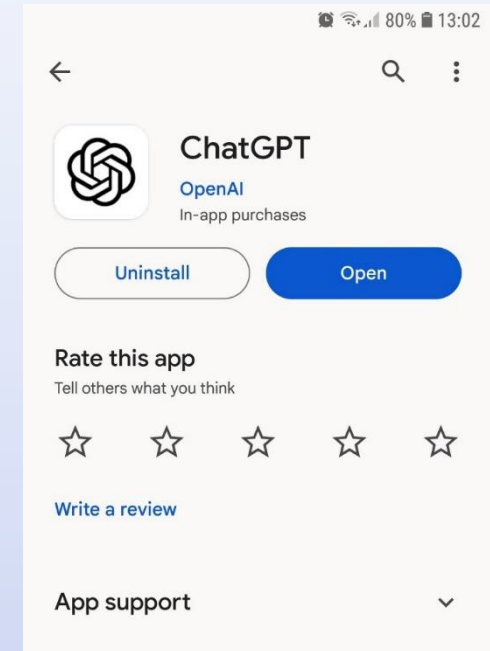 80% 13:02
ChatGPT
OpenAI
In-app purchases
Uninstall Open
Rate this app
Tell others what you think
Write a review
App support